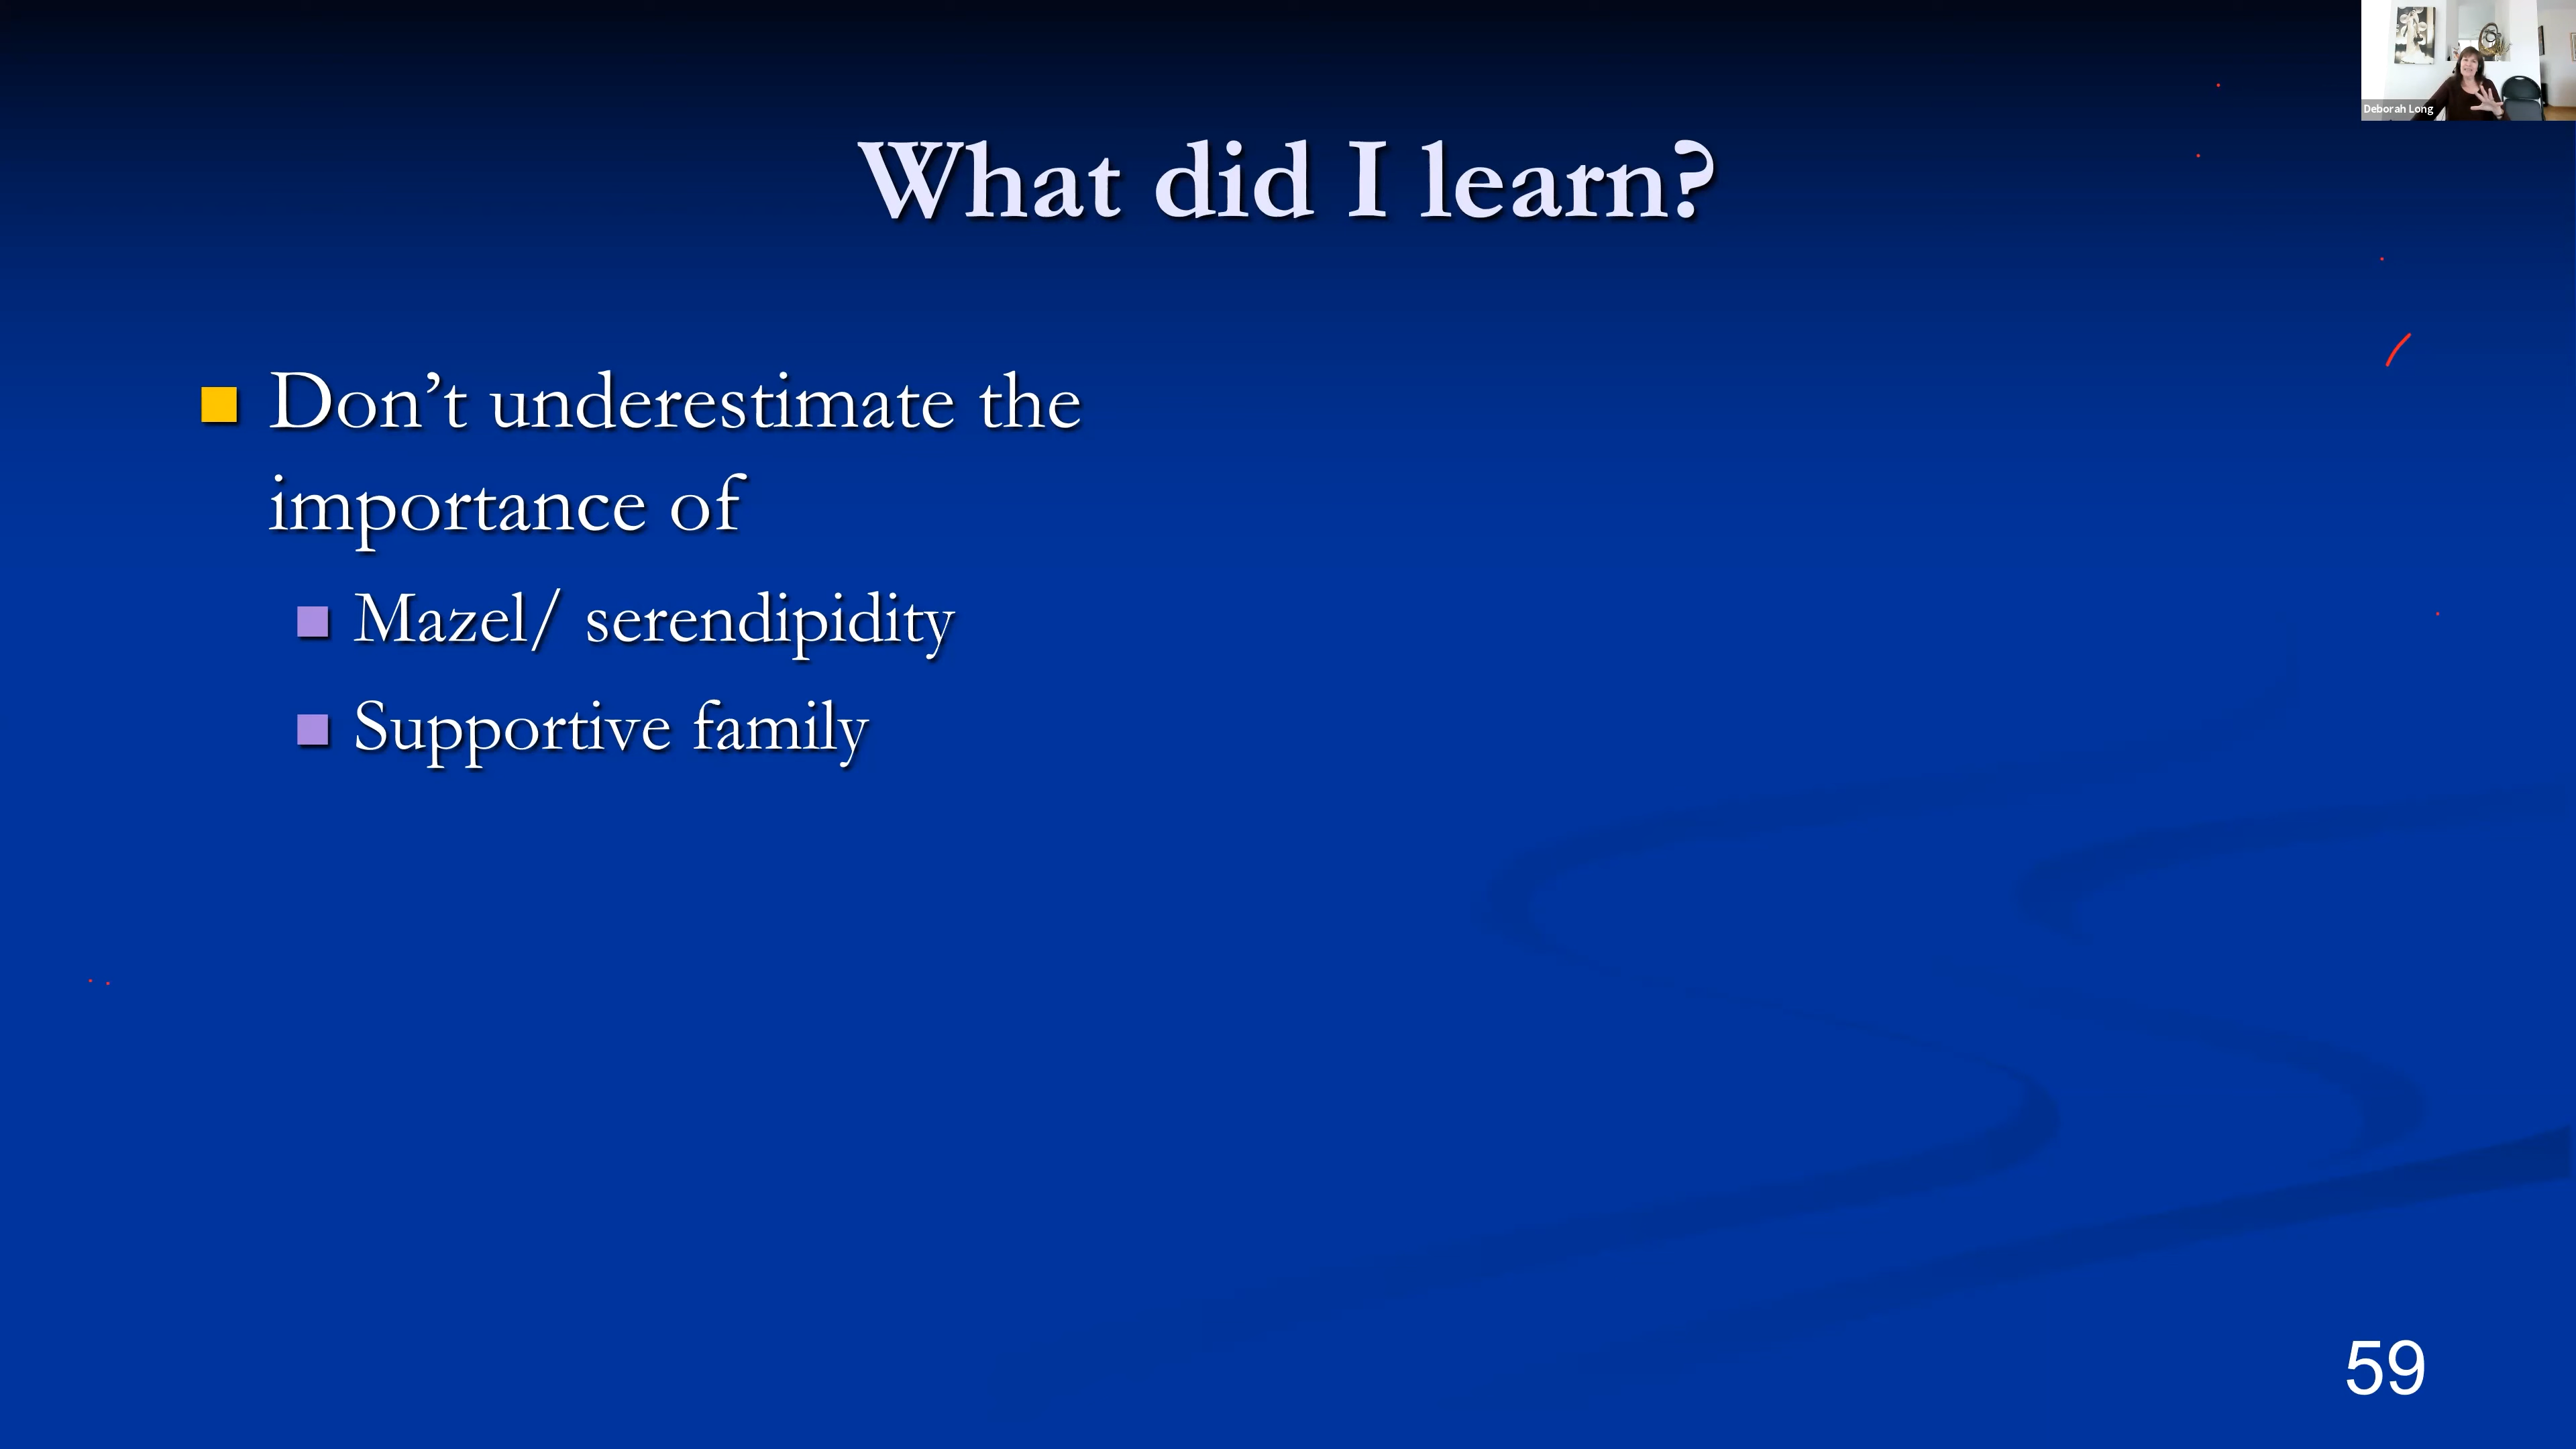 Deborah Long
What did I learn?
Don’t underestimate the
importance of
Mazel/ serendipidity
Supportive family
59